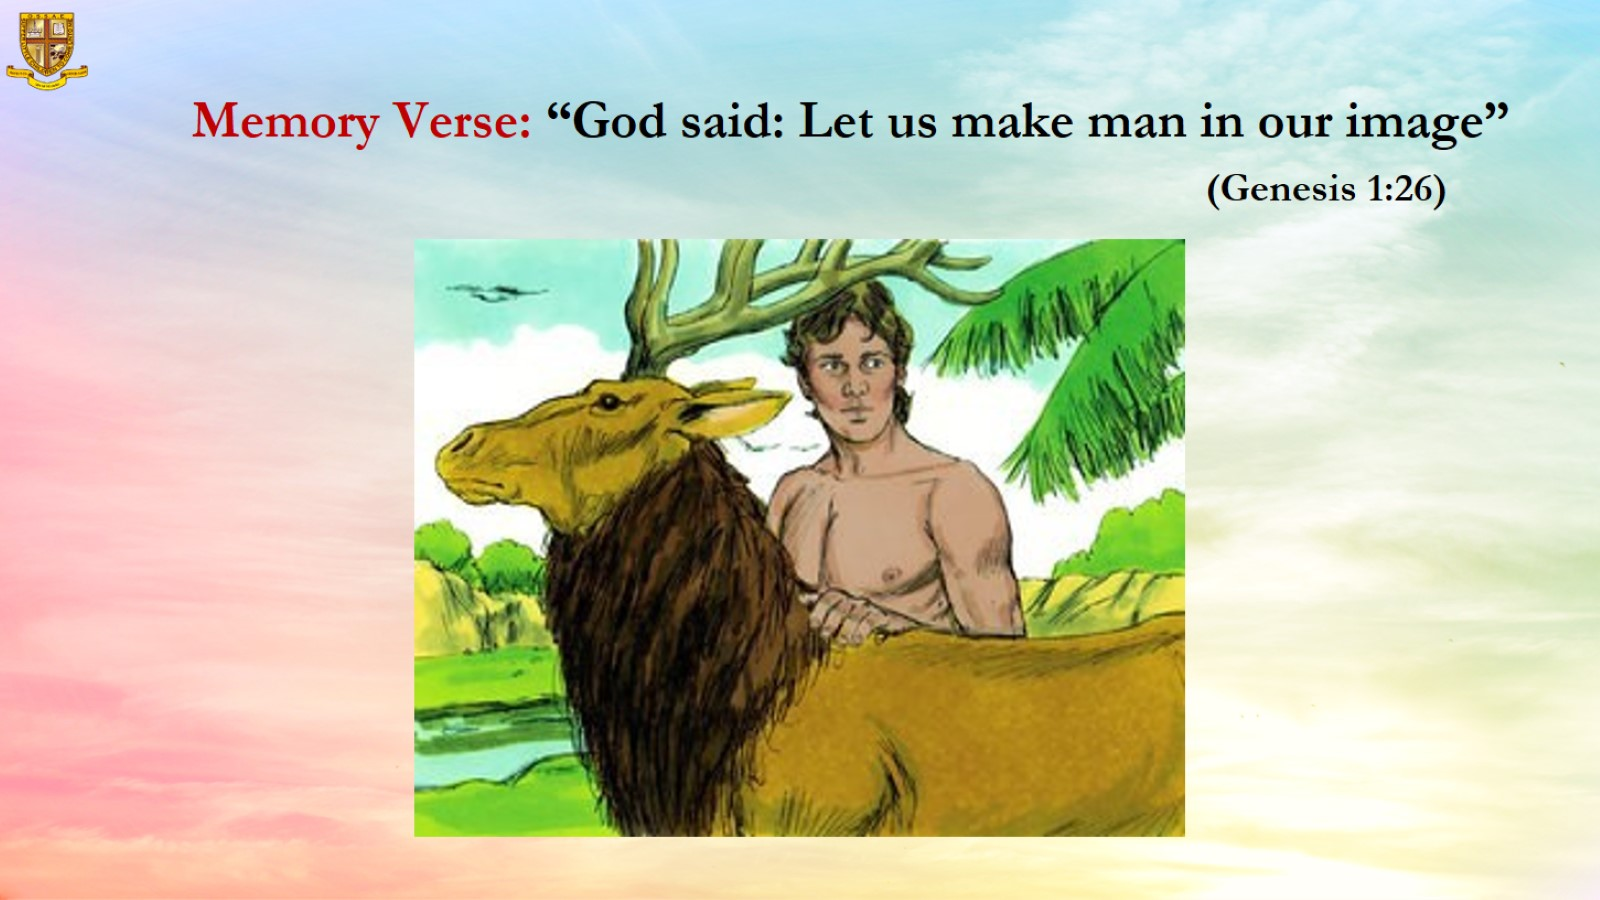 Memory Verse: “God said: Let us make man in our image”
(Genesis 1:26)